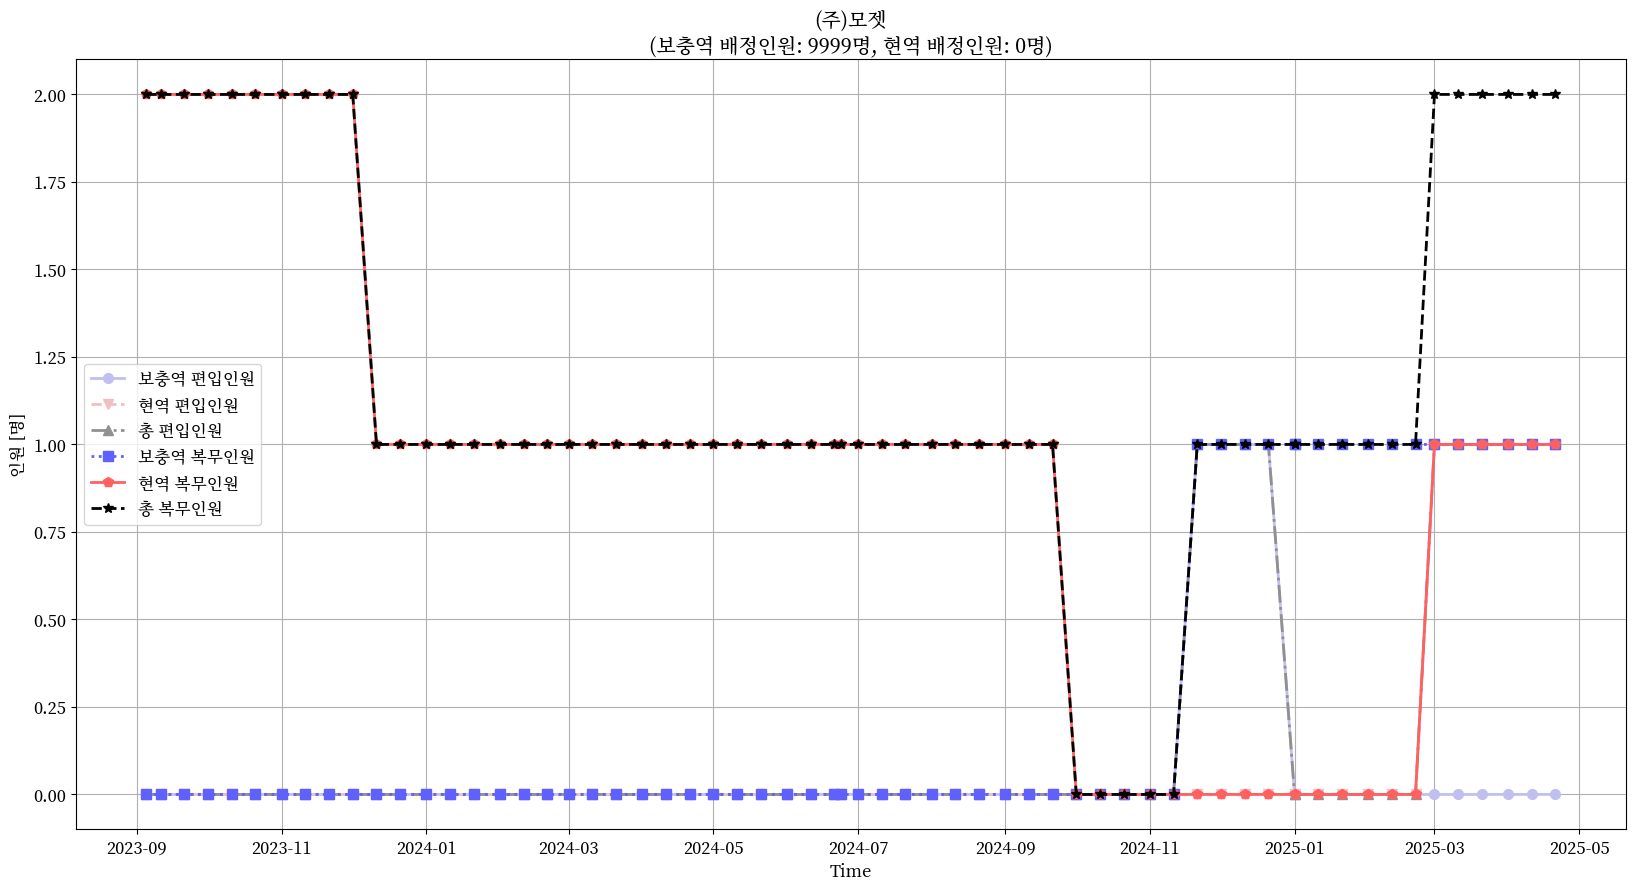 (주)모젯
(보충역 배정인원: 9999명, 현역 배정인원: 0명)
인원 [명]
2.00
1.75
1.50
1.25
1.00
0.75
0.50
0.25
0.00
보충역 편입인원
현역 편입인원
총 편입인원
보충역 복무인원
현역 복무인원
총 복무인원
2023-09
2023-11
2024-01
2024-03
2024-05
2024-07
2024-09
2024-11
2025-01
2025-03
2025-05
Time